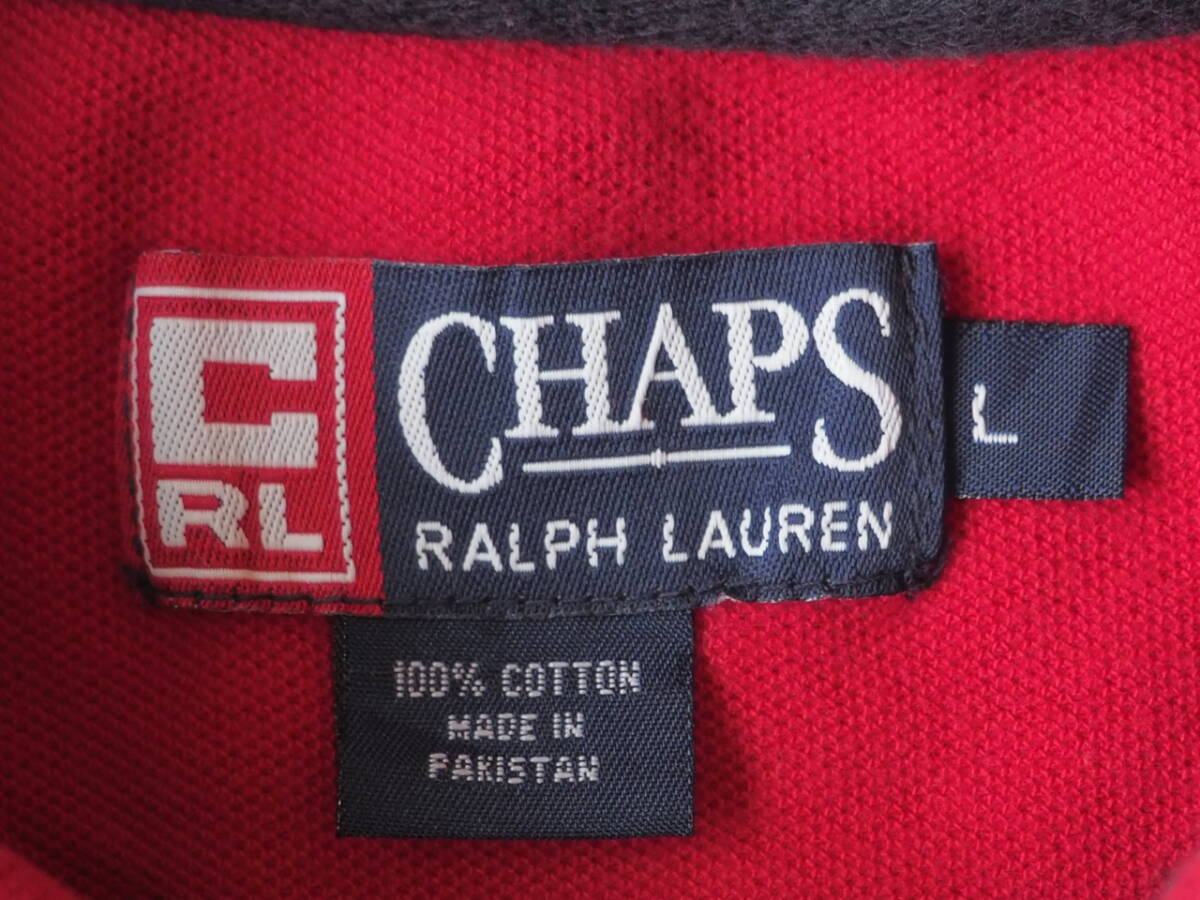 C
RL
CHAPS
RALPH LAUREN
L
100% COTTON
MADE IN
PAKISTAN